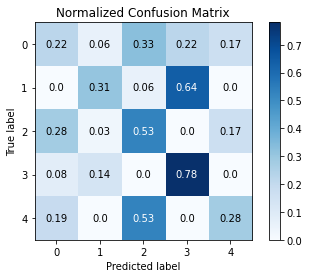 Normalized Confusion Matrix
0 0.22 0.06 0.33 0.22 0.17
1 0.0 0.31 0.06 0.64 0.0
2 0.28 0.03 0.53 0.0 0.17
3 0.08 0.14 0.0 0.78 0.0
4 0.19 0.0 0.53 0.0 0.28
0 1 2 3 4
True label
Predicted label
0.7
0.6
0.5
0.4
0.3
0.2
0.1
0.0